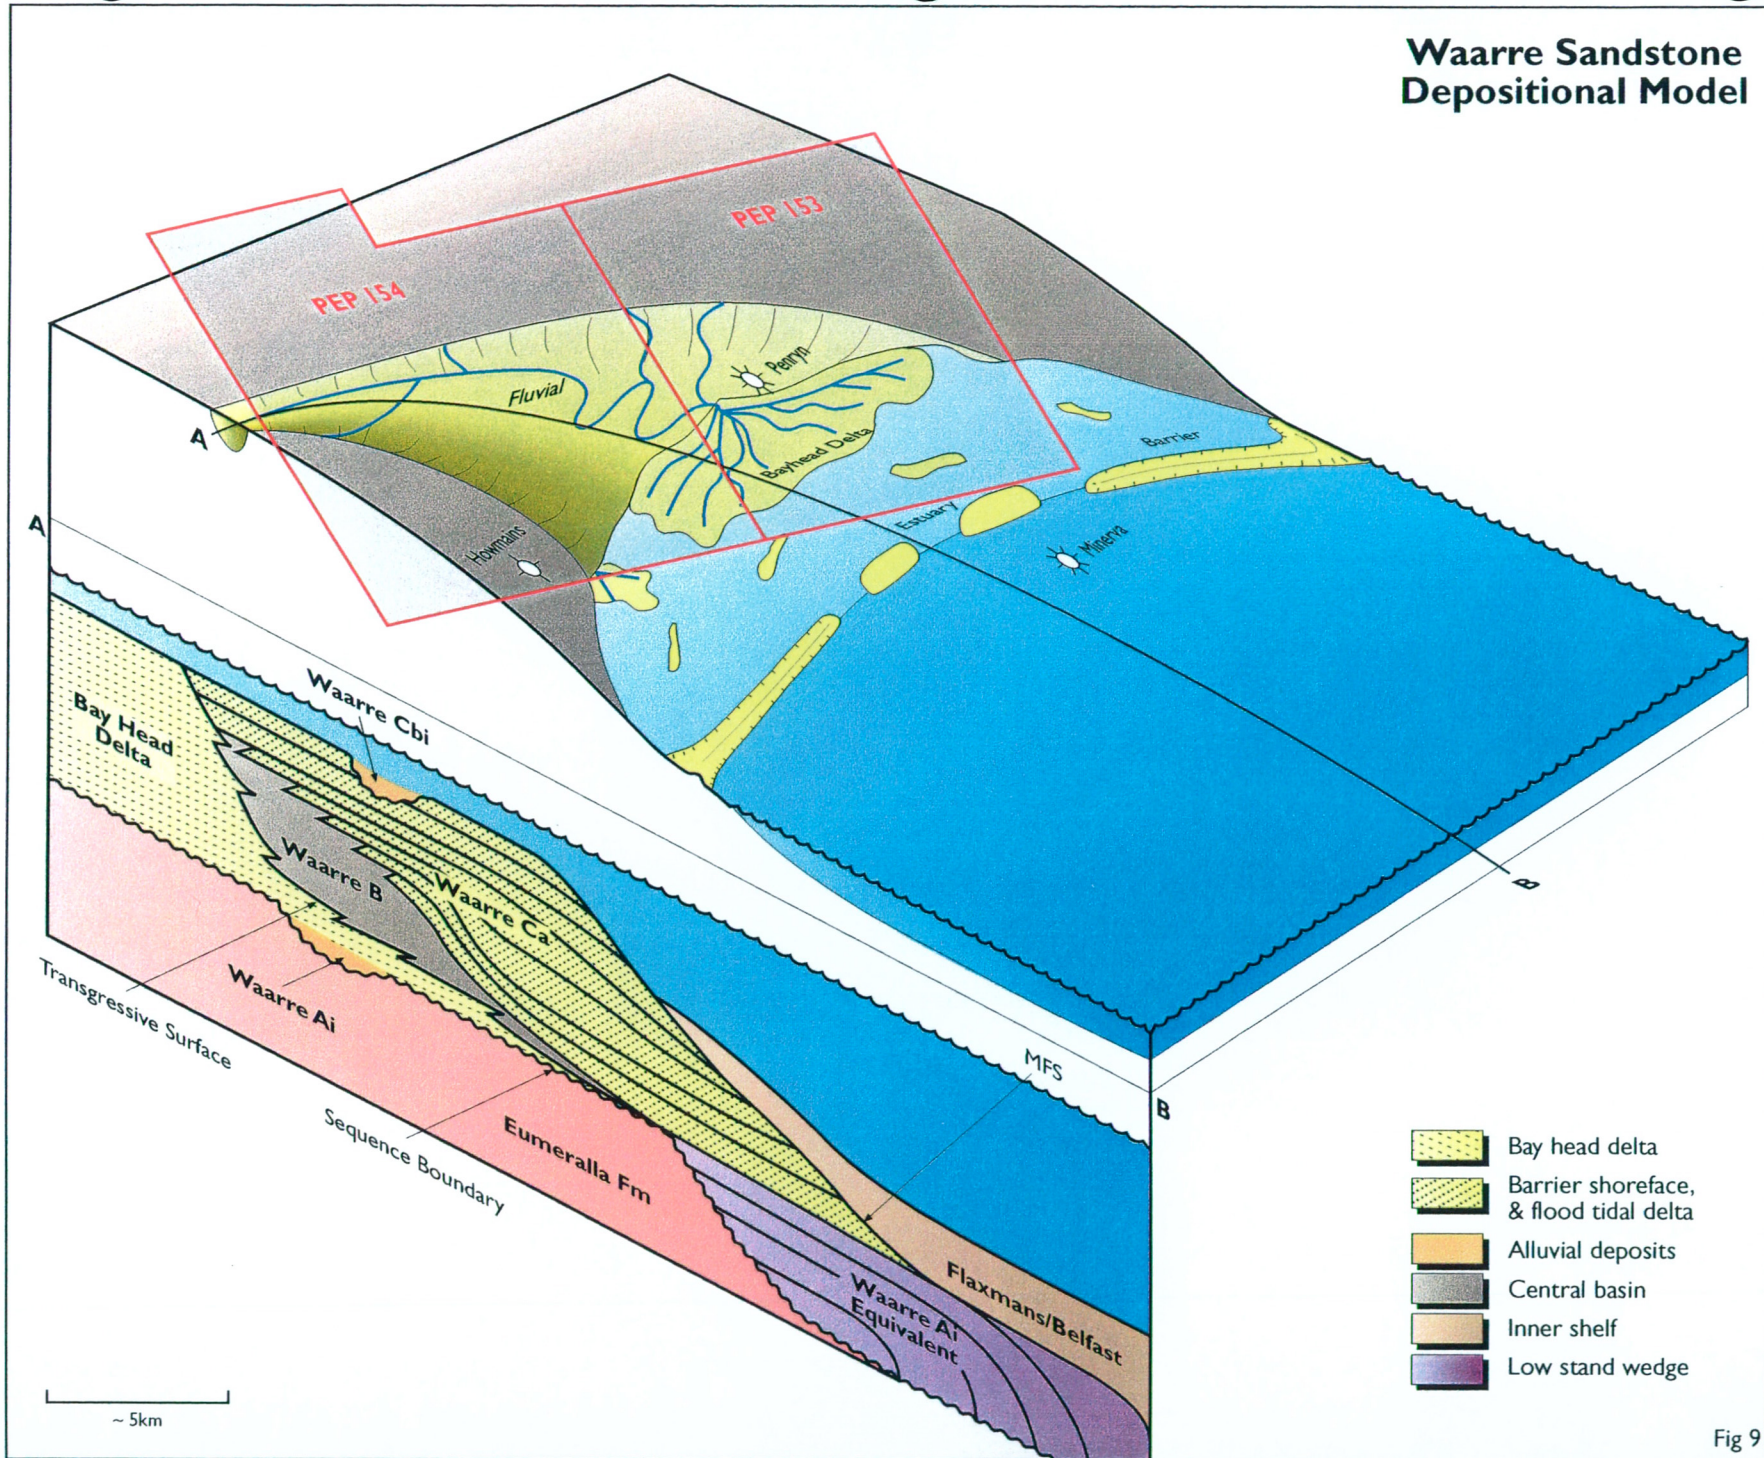 Waarre Sandstone
Depositional Model
PEP 153
PEP 154
Penryn
Fluvial
Bayhead Delta
Barrier
A
Estuary
Minerva
Howmains
A
Waarre Cbi
Bay Head
Delta
Waarre B
Waarre Ca
B
Transgressive Surface
Waarre Ai
MFS
Sequence Boundary
Eumeralla Fm
B
Waarre Ai
Equivalent
Flaxmans/Belfast
Bay head delta
Barrier shoreface,
& flood tidal delta
Alluvial deposits
Central basin
Inner shelf
Low stand wedge
~ 5km
Fig 9